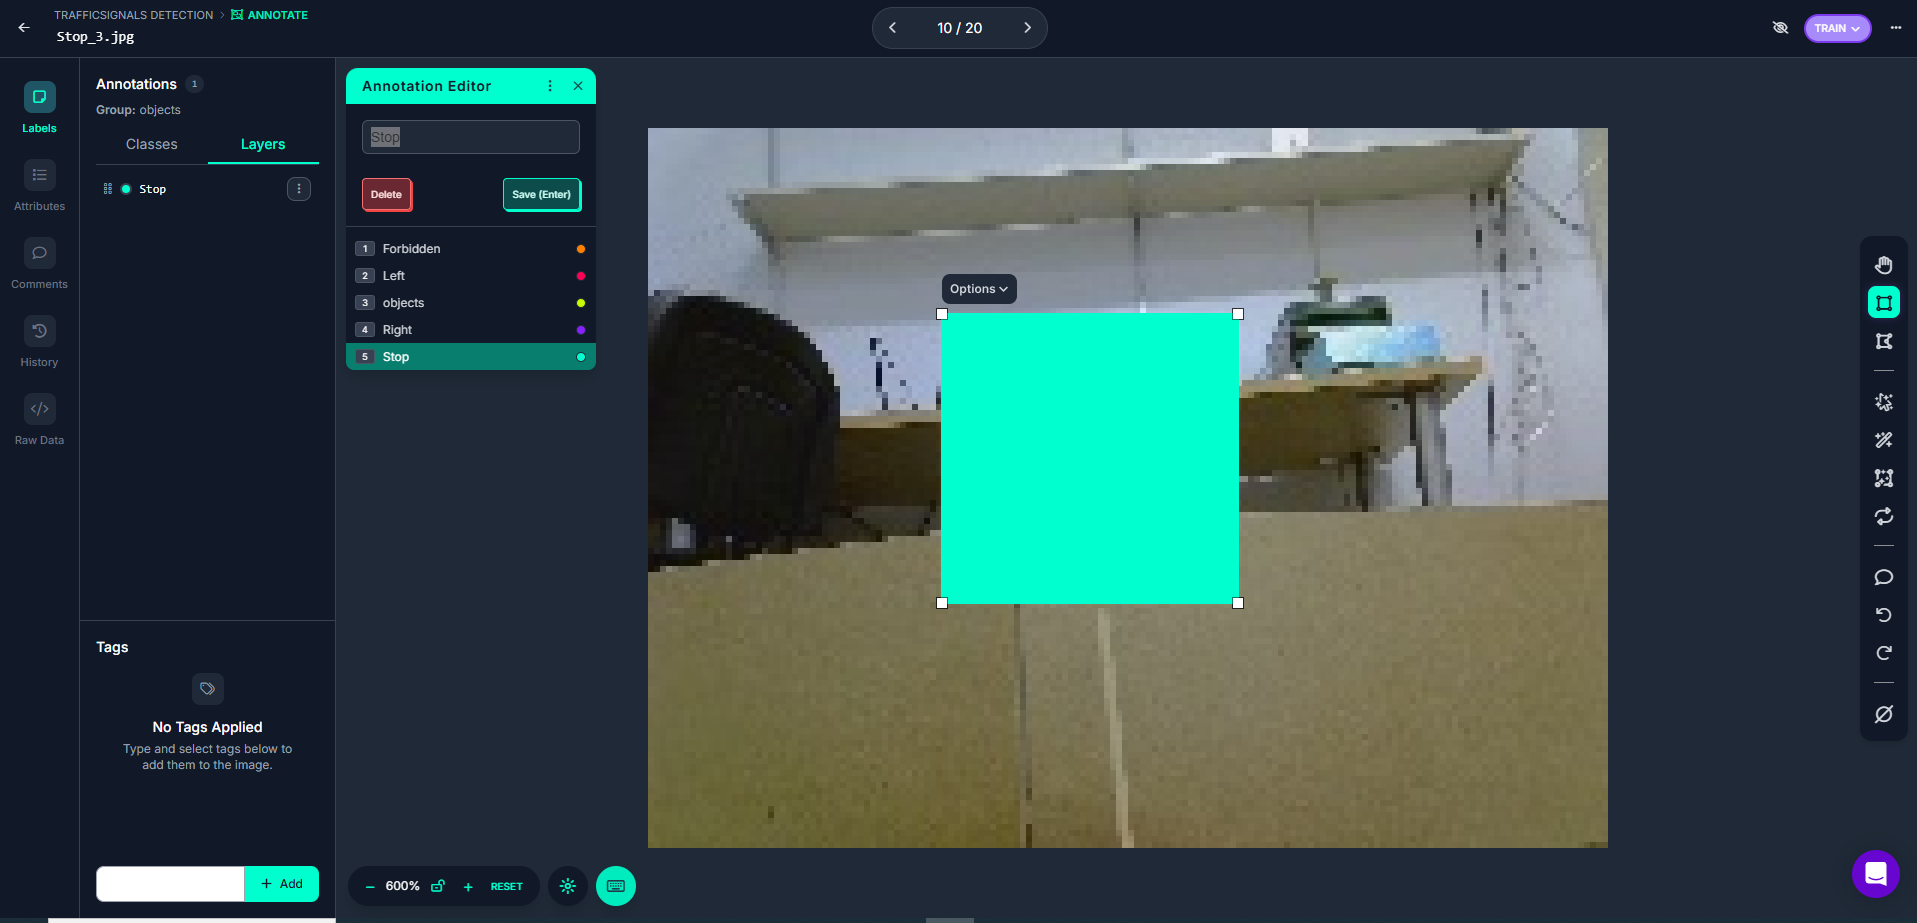 TRAFFICSIGNALS DETECTION > ANNOTATE
Stop_3.jpg
10 / 20
TRAIN
Labels
Attributes
Comments
History
Raw Data
Annotations 1
Group: objects
Classes Layers
Stop
Tags
No Tags Applied
Type and select tags below to
add them to the image.
+ Add
Annotation Editor
Stop
Delete Save (Enter)
1 Forbidden
2 Left
3 objects
4 Right
5 Stop
Options
− 600% + RESET